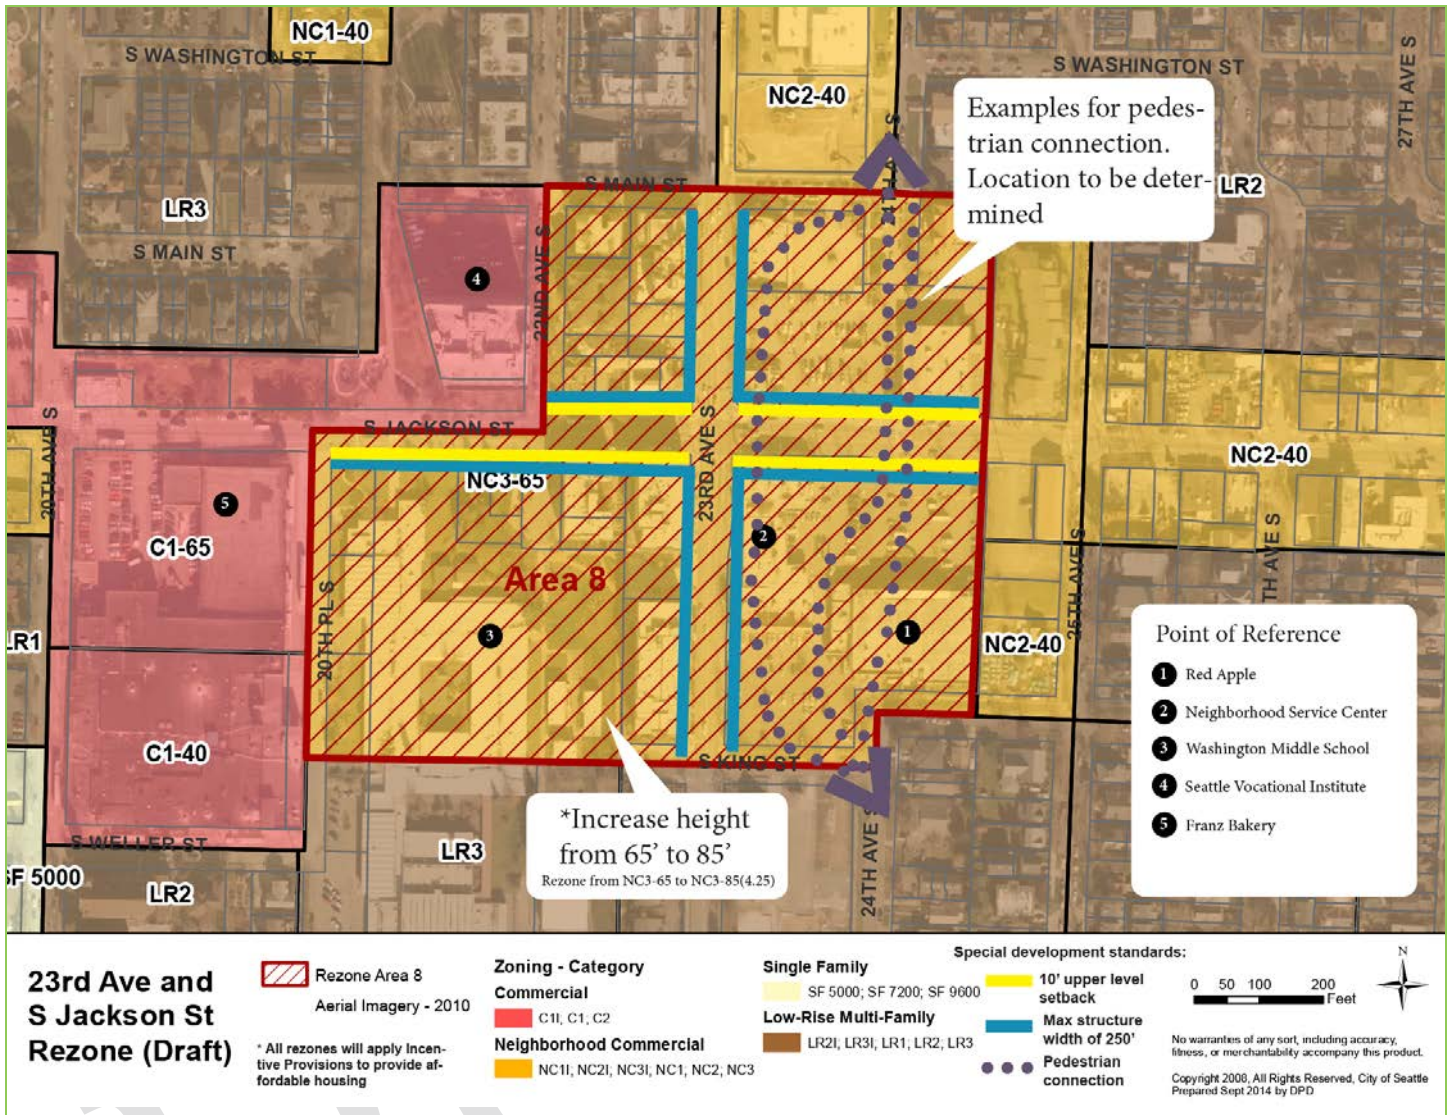 NC1-40
S WASHINGTON ST
NC2-40
S WASHINGTON ST
27TH AVE S
Examples for pedes-
trian connection.
Location to be deter-
mined
24TH AVE S
S MAIN ST
LR3
LR2
S MAIN ST
4
22ND AVE S
20TH AVE S
S JACKSON ST
23RD AVE S
NC3-65
NC2-40
5
C1-65
2
Area 8
25TH AVE S
TH AVE S
20TH PL S
3
1
LR1
NC2-40
Point of Reference
1 Red Apple
2 Neighborhood Service Center
3 Washington Middle School
4 Seattle Vocational Institute
5 Franz Bakery
C1-40
S KING ST
*Increase height
from 65' to 85'
Rezone from NC3-65 to NC3-85(4.25)
S WELLER ST
LR3
24TH AVE S
SF 5000
LR2
23rd Ave and
S Jackson St
Rezone (Draft)
Rezone Area 8
Aerial Imagery - 2010
* All rezones will apply Incen-
tive Provisions to provide af-
fordable housing
Zoning - Category
Commercial
C1I; C1, C2
Neighborhood Commercial
NC1I; NC2I; NC3I; NC1, NC2; NC3
Single Family
SF 5000; SF 7200; SF 9600
Low-Rise Multi-Family
LR2I; LR3I; LR1; LR2, LR3
Special development standards:
10' upper level
setback
Max structure
width of 250'
Pedestrian
connection
N
0 50 100 200
Feet
No warranties of any sort, including accuracy,
fitness, or merchantability accompany this product.
Copyright 2008, All Rights Reserved, City of Seattle
Prepared Sept 2014 by DPD